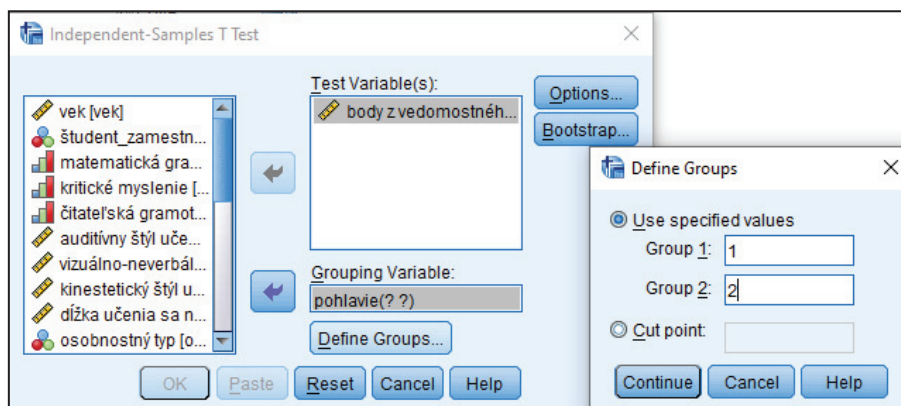 Independent-Samples T Test
Test Variable(s):
body z vedomostnéh...
Options...
Bootstrap...
vek [vek]
študent_zamestn...
matematická gra...
kritické myslenie [...
čitateľská gramot...
auditívny štýl uče...
vizuálno-neverbál...
kinestetický štýl u...
dĺžka učenia sa n...
osobnostný typ [o...
Grouping Variable:
pohlavie(? ?)
Define Groups...
OK Paste Reset Cancel Help
Define Groups
Use specified values
Group 1: 1
Group 2: 2
Cut point:
Continue Cancel Help